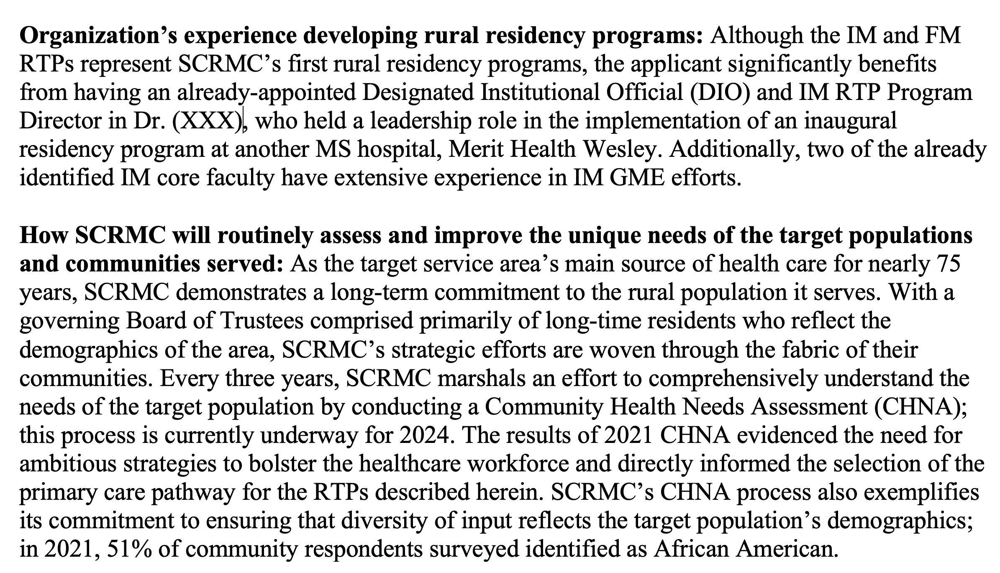 Organization’s experience developing rural residency programs: Although the IM and FM
RTPs represent SCRMC’s first rural residency programs, the applicant significantly benefits
from having an already-appointed Designated Institutional Official (DIO) and IM RTP Program
Director in Dr. (XXX), who held a leadership role in the implementation of an inaugural
residency program at another MS hospital, Merit Health Wesley. Additionally, two of the already
identified IM core faculty have extensive experience in IM GME efforts.
How SCRMC will routinely assess and improve the unique needs of the target populations
and communities served: As the target service area’s main source of health care for nearly 75
years, SCRMC demonstrates a long-term commitment to the rural population it serves. With a
governing Board of Trustees comprised primarily of long-time residents who reflect the
demographics of the area, SCRMC’s strategic efforts are woven through the fabric of their
communities. Every three years, SCRMC marshals an effort to comprehensively understand the
needs of the target population by conducting a Community Health Needs Assessment (CHNA);
this process is currently underway for 2024. The results of 2021 CHNA evidenced the need for
ambitious strategies to bolster the healthcare workforce and directly informed the selection of the
primary care pathway for the RTPs described herein. SCRMC’s CHNA process also exemplifies
its commitment to ensuring that diversity of input reflects the target population’s demographics;
in 2021, 51% of community respondents surveyed identified as African American.